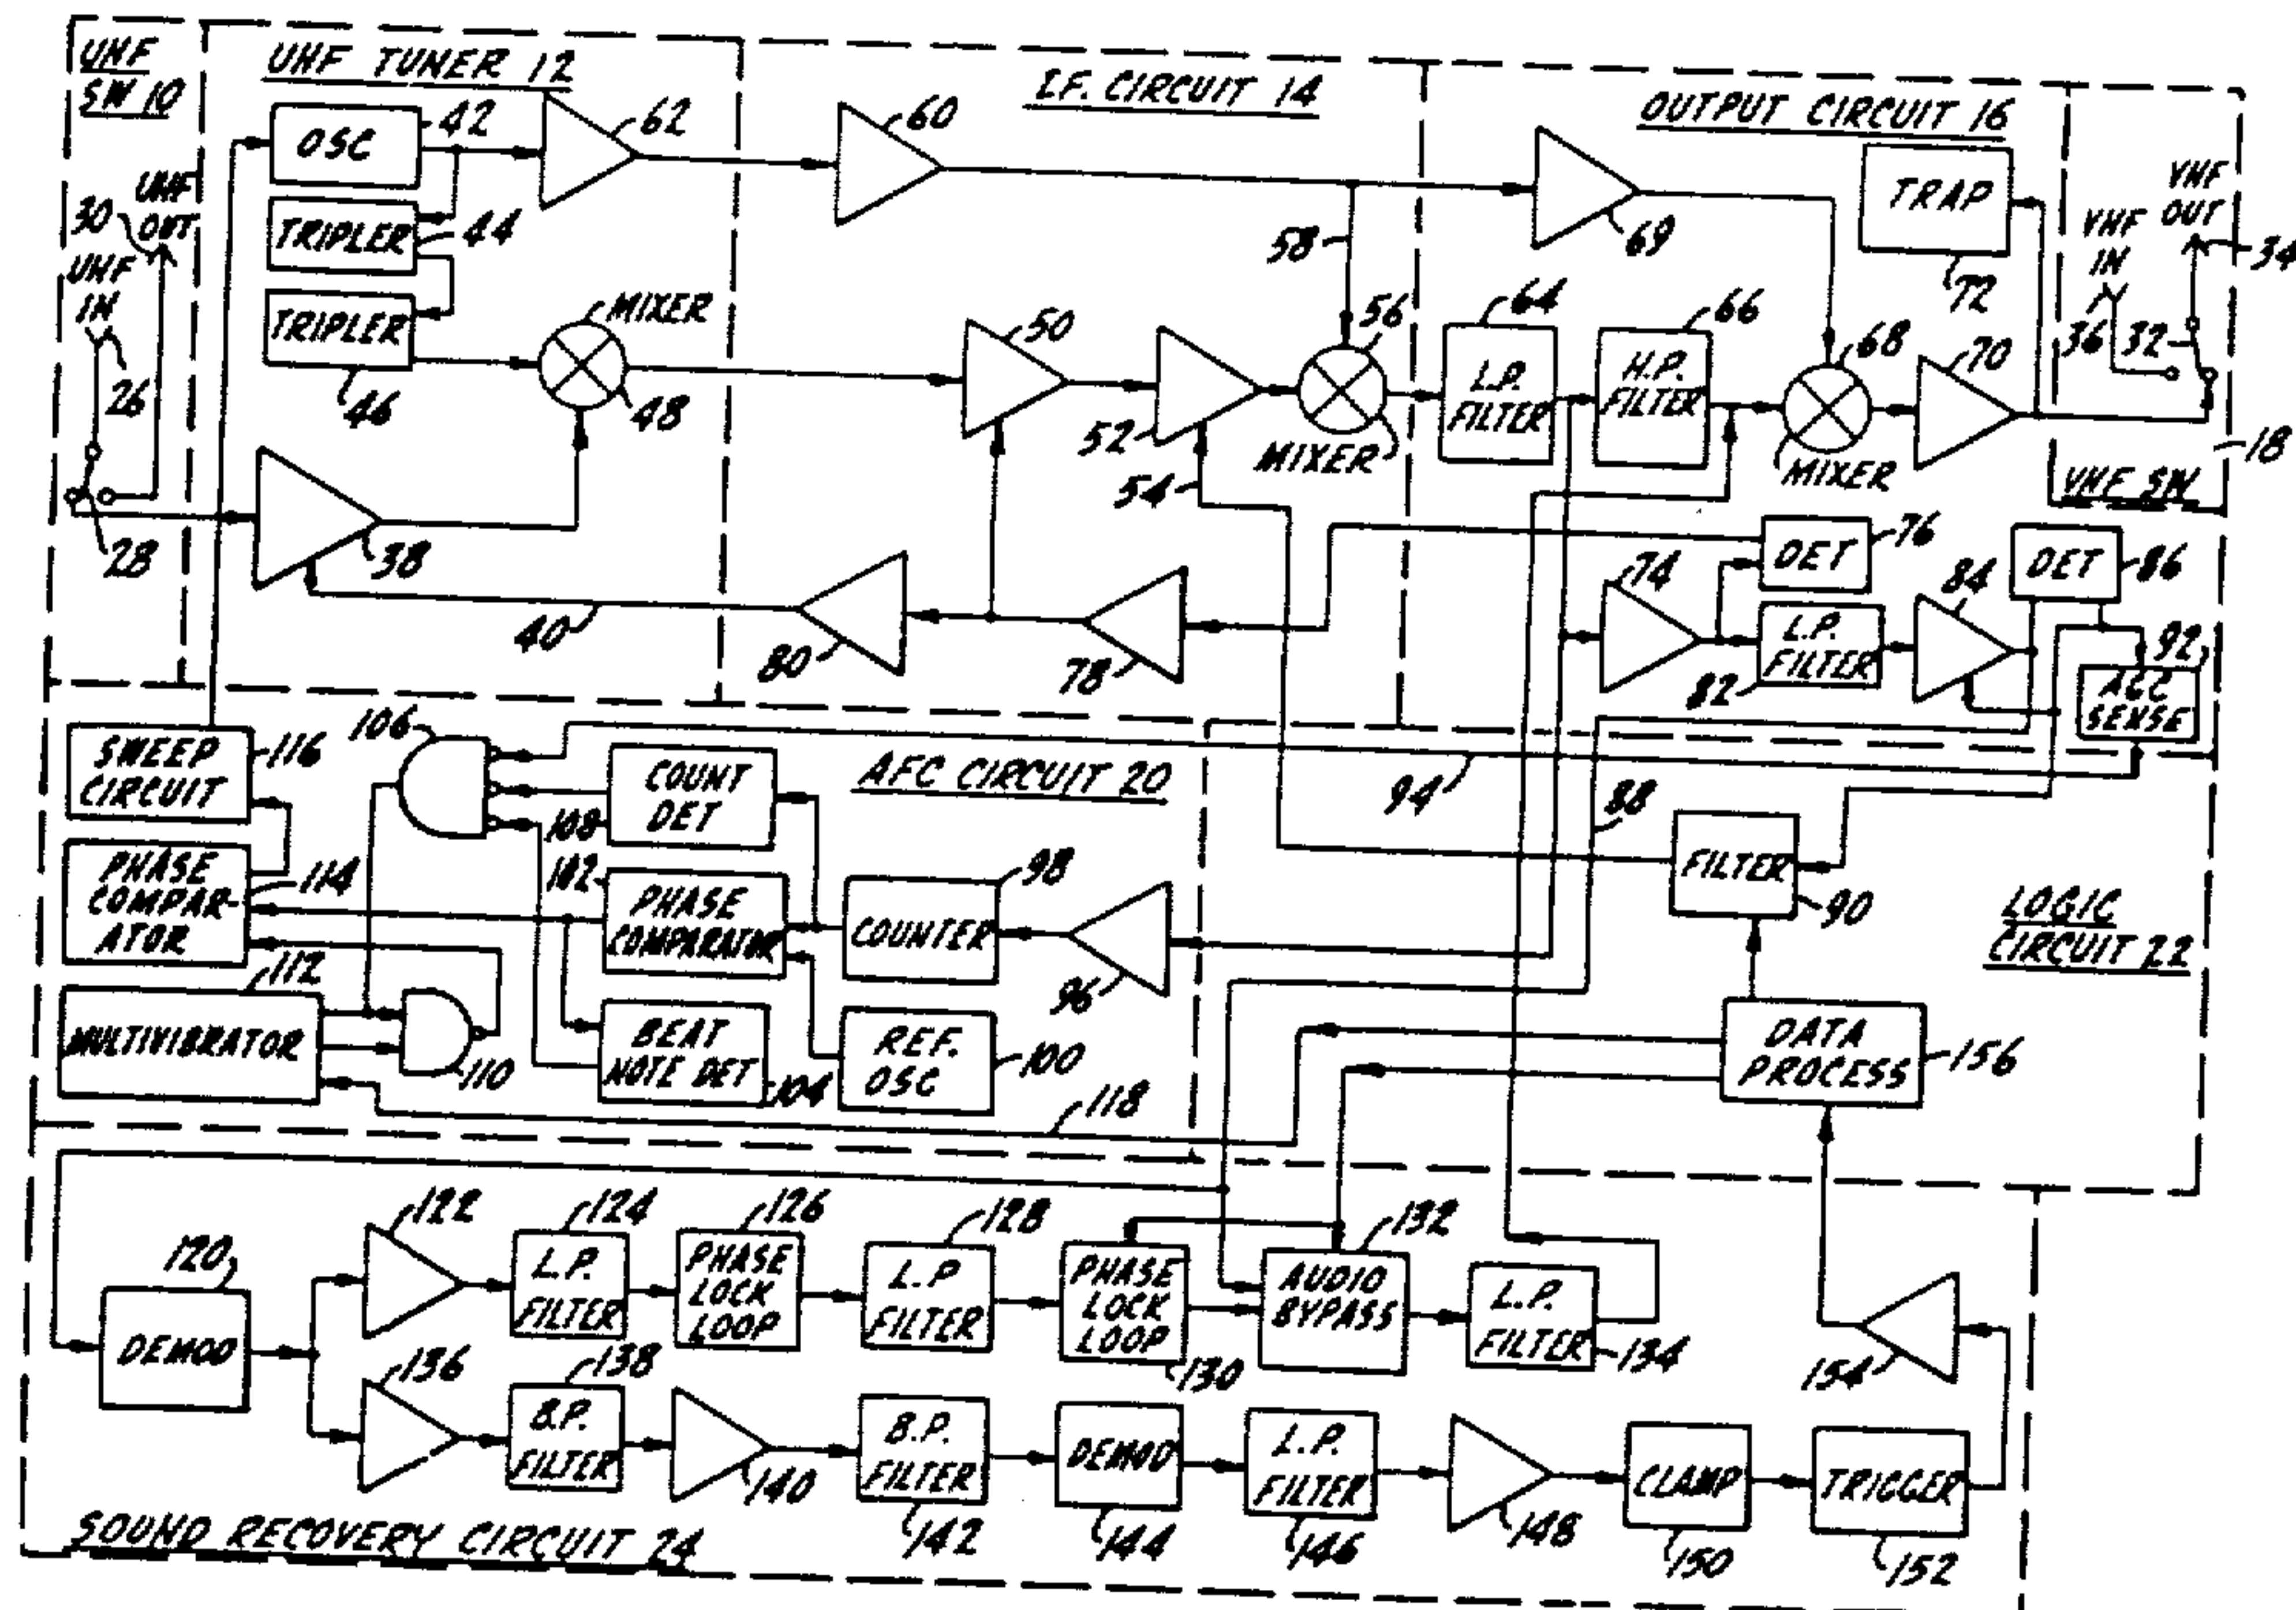 UHF
SW 10
UHF TUNER 12
I.F. CIRCUIT 14
OUTPUT CIRCUIT 16
OSC
42
62
60
69
TRAP
72
VHF
OUT
34
VHF
IN
36
32
30
UHF
OUT
UHF
IN
26
28
TRIPLER
44
TRIPLER
46
MIXER
48
38
40
50
52
54
58
56
MIXER
64
L.P.
FILTER
66
H.P.
FILTER
68
MIXER
70
18
VHF SW
76
DET
74
L.P.
FILTER
82
84
DET
86
92
AGC
SENSE
80
78
106
SWEEP
CIRCUIT
116
COUNT
DET
108
AFC CIRCUIT 20
94
88
PHASE
COMPAR-
ATOR
114
102
PHASE
COMPARATOR
98
COUNTER
96
FILTER
90
LOGIC
CIRCUIT 22
112
MULTIVIBRATOR
110
BEAT
NOTE DET
104
REF.
OSC
100
118
DATA
PROCESS
156
120
DEMOD
122
124
L.P.
FILTER
126
PHASE
LOCK
LOOP
128
L.P
FILTER
PHASE
LOCK
LOOP
130
132
AUDIO
BYPASS
L.P.
FILTER
134
154
136
138
B.P.
FILTER
140
B.P.
FILTER
142
DEMOD
144
L.P.
FILTER
146
148
CLAMP
150
TRIGGER
152
SOUND RECOVERY CIRCUIT 24